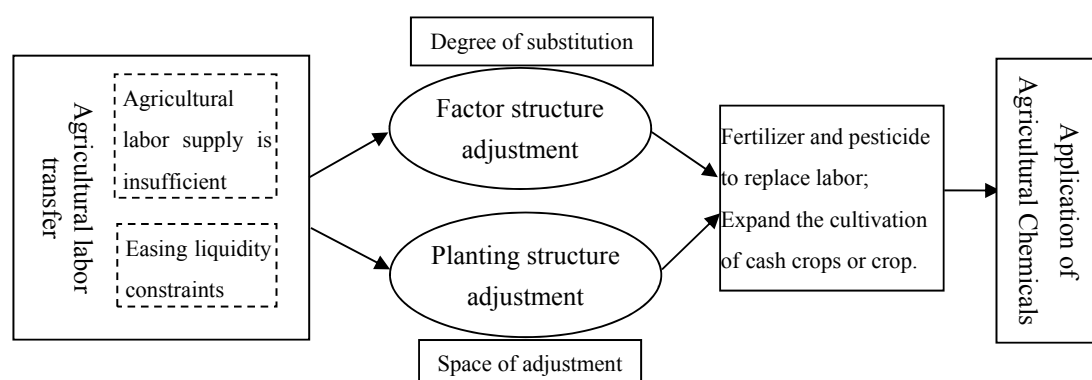 Agricultural labor
transfer
Agricultural
labor supply is
insufficient
Easing liquidity
constraints
Degree of substitution
Factor structure
adjustment
Planting structure
adjustment
Space of adjustment
Fertilizer and pesticide
to replace labor;
Expand the cultivation
of cash crops or crop.
Application of
Agricultural Chemicals